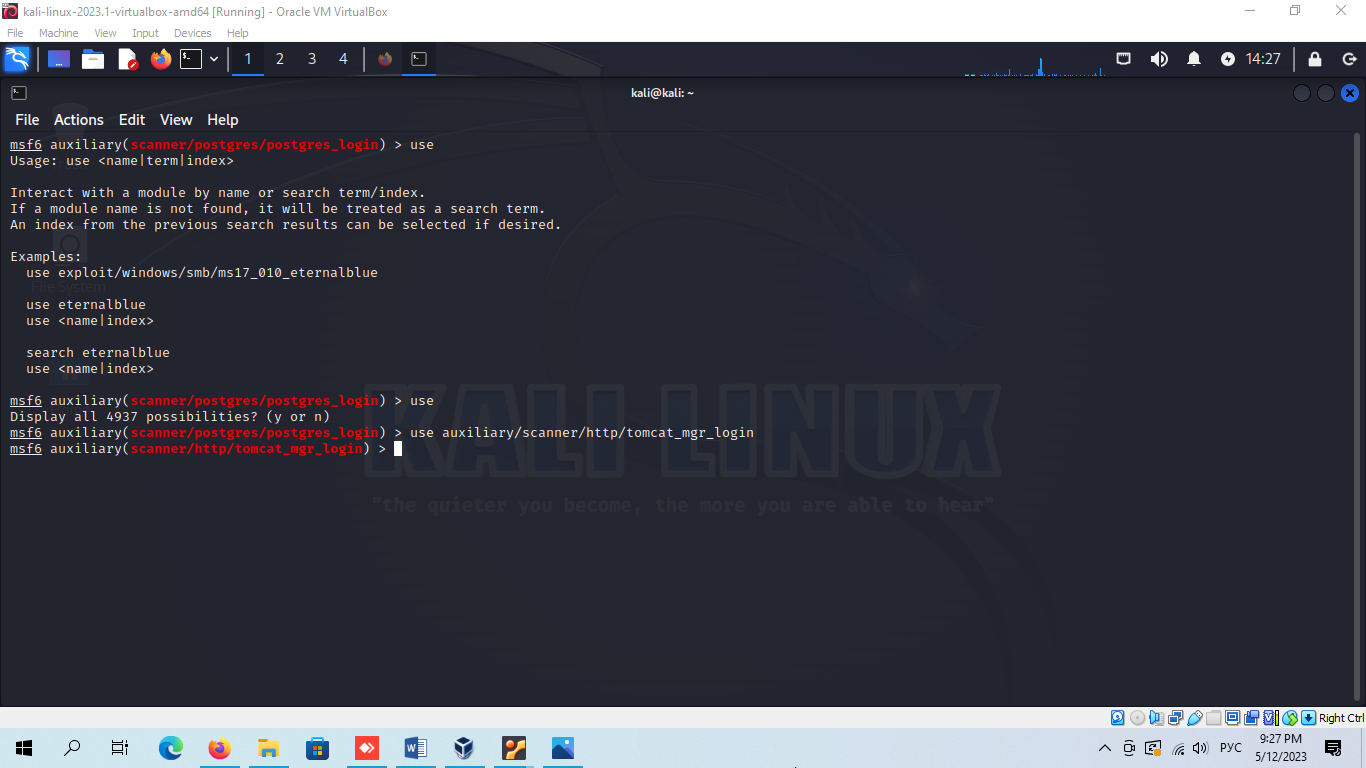 kali-linux-2023.1-virtualbox-amd64 [Running] - Oracle VM VirtualBox
File Machine View Input Devices Help
1 2 3 4 14:27
kali@kali: ~
File Actions Edit View Help
msf6 auxiliary(scanner/postgres/postgres_login) > use
Usage: use <name|term|index>
Interact with a module by name or search term/index.
If a module name is not found, it will be treated as a search term.
An index from the previous search results can be selected if desired.
Examples:
use exploit/windows/smb/ms17_010_eternalblue
File System
use eternalblue
use <name|index>
search eternalblue
use <name|index>
msf6 auxiliary(scanner/postgres/postgres_login) > use
Display all 4937 possibilities? (y or n)
msf6 auxiliary(scanner/postgres/postgres_login) > use auxiliary/scanner/http/tomcat_mgr_login
msf6 auxiliary(scanner/http/tomcat_mgr_login) >
KALI LINUX
"the quieter you become, the more you are able to hear"
Right Ctrl
РУС
9:27 PM
5/12/2023